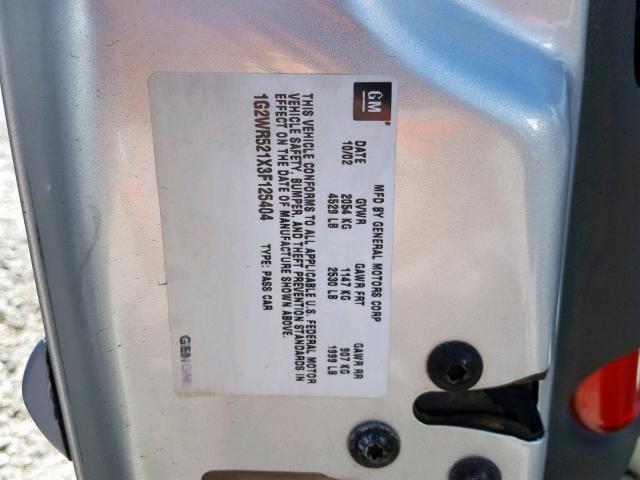 GM
MFD BY GENERAL MOTORS CORP
DATE GVWR GAWR FRT GAWR RR
10/02 2054 KG 1147 KG 907 KG
4529 LB 2530 LB 1999 LB
THIS VEHICLE CONFORMS TO ALL APPLICABLE U.S. FEDERAL MOTOR
VEHICLE SAFETY, BUMPER, AND THEFT PREVENTION STANDARDS IN
EFFECT ON THE DATE OF MANUFACTURE SHOWN ABOVE.
1G2WR521X3F125404 TYPE: PASS CAR